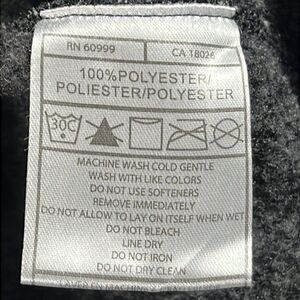 RN 60999 CA 18026
100%POLYESTER/
POLIESTER/POLYESTER
30C
MACHINE WASH COLD GENTLE
WASH WITH LIKE COLORS
DO NOT USE SOFTENERS
REMOVE IMMEDIATELY
DO NOT ALLOW TO LAY ON ITSELF WHEN WET
DO NOT BLEACH
LINE DRY
DO NOT IRON
DO NOT DRY CLEAN